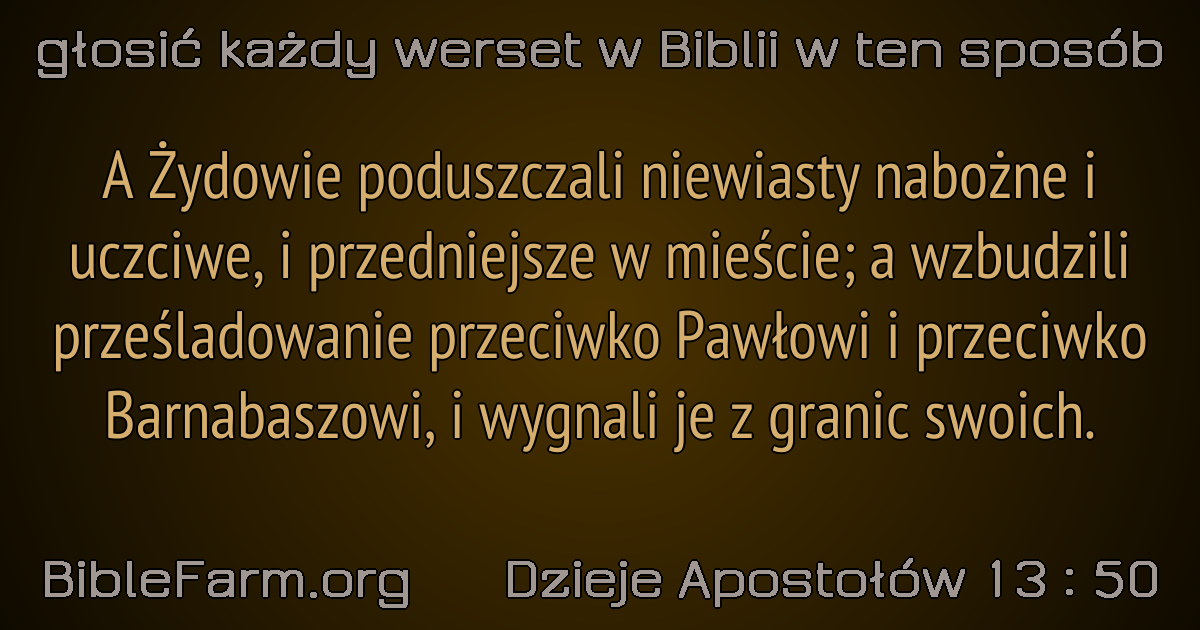 głosić każdy werset w Biblii w ten sposób
A Żydowie poduszczali niewiasty nabożne i
uczciwe, i przedniejsze w mieście; a wzbudzili
prześladowanie przeciwko Pawłowi i przeciwko
Barnabaszowi, i wygnali je z granic swoich.
BibleFarm.org Dzieje Apostołów 13 : 50